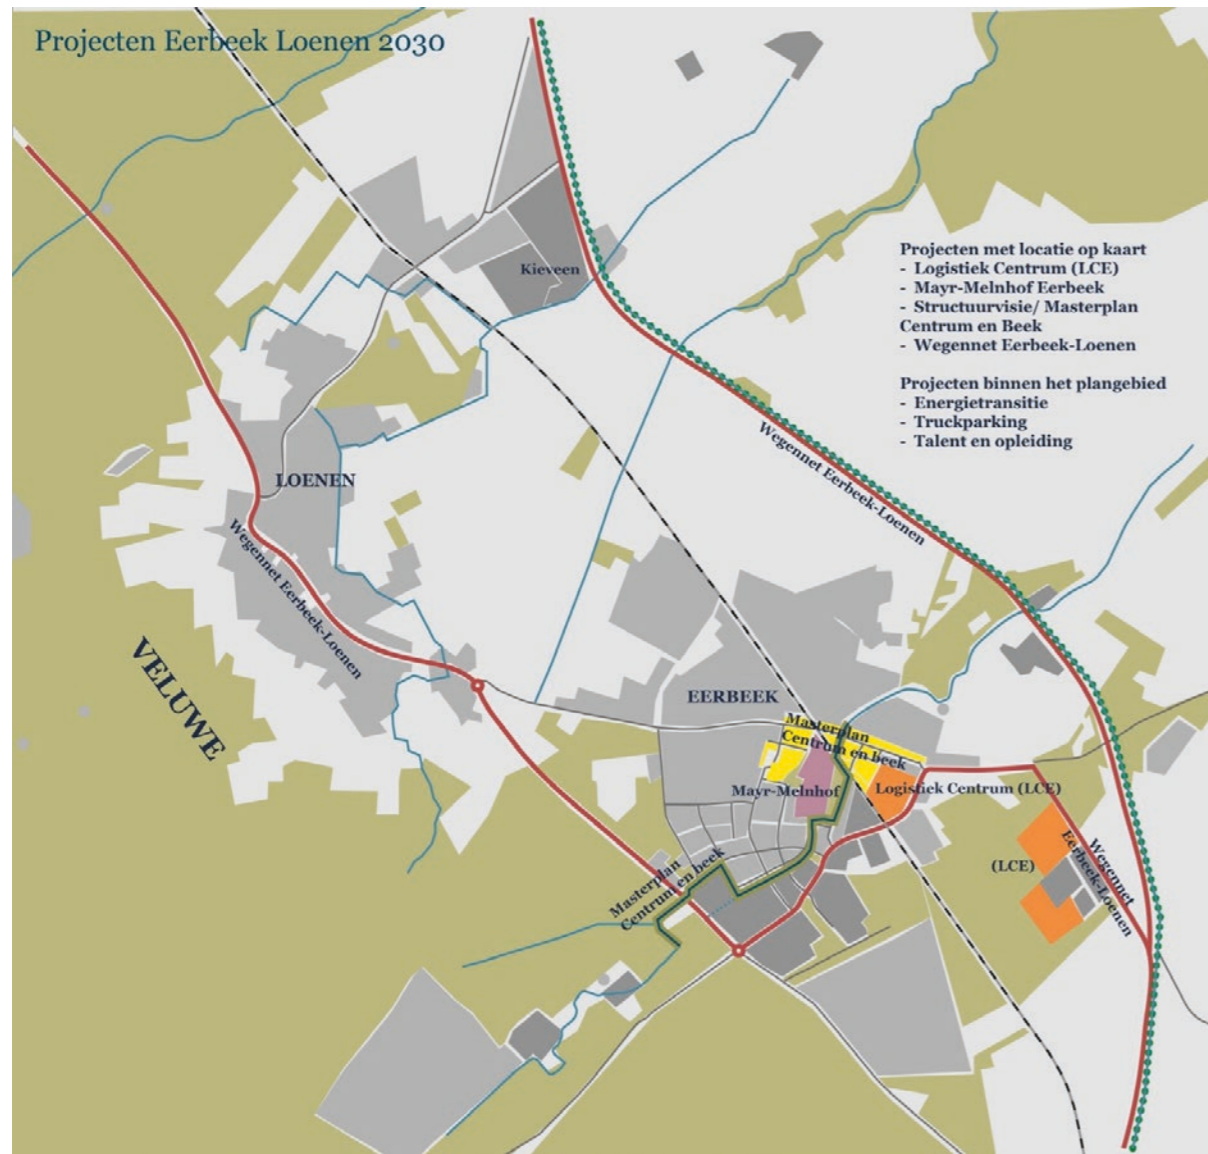 Projecten Eerbeek Loenen 2030
Projecten met locatie op kaart
- Logistiek Centrum (LCE)
- Mayr-Melnhof Eerbeek
- Structuurvisie/ Masterplan
Centrum en Beek
- Wegennet Eerbeek-Loenen
Projecten binnen het plangebied
- Energietransitie
- Truckparking
- Talent en opleiding
Kieveen
Wegennet Eerbeek-Loenen
LOENEN
Wegennet Eerbeek-Loenen
VELUWE
EERBEEK
Masterplan
Centrum en beek
Mayr-Melnhof
Logistiek Centrum (LCE)
(LCE)
Wegennet
Eerbeek-Loenen
Masterplan
Centrum en beek